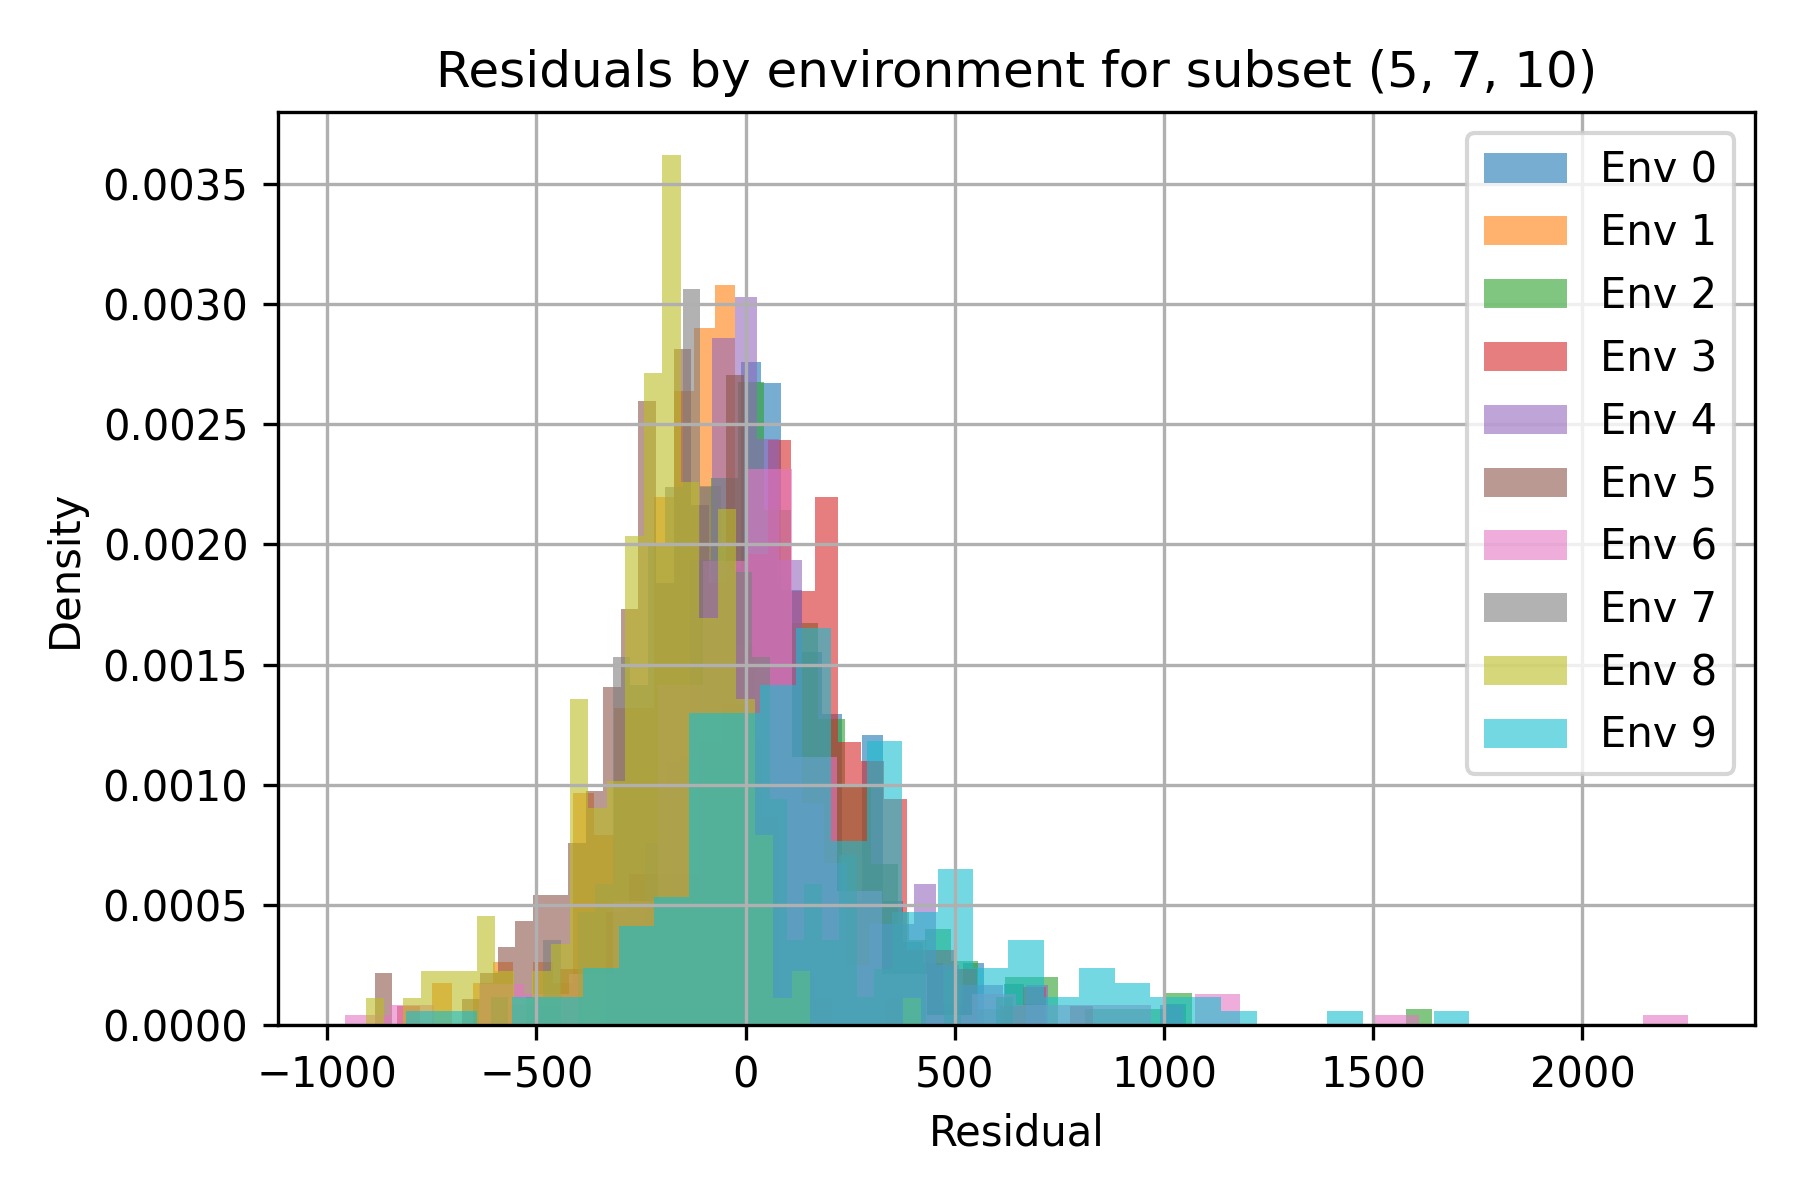 Residuals by environment for subset (5, 7, 10)
Density
0.0035
0.0030
0.0025
0.0020
0.0015
0.0010
0.0005
0.0000
−1000
−500
0
500
1000
1500
2000
Residual
Env 0
Env 1
Env 2
Env 3
Env 4
Env 5
Env 6
Env 7
Env 8
Env 9